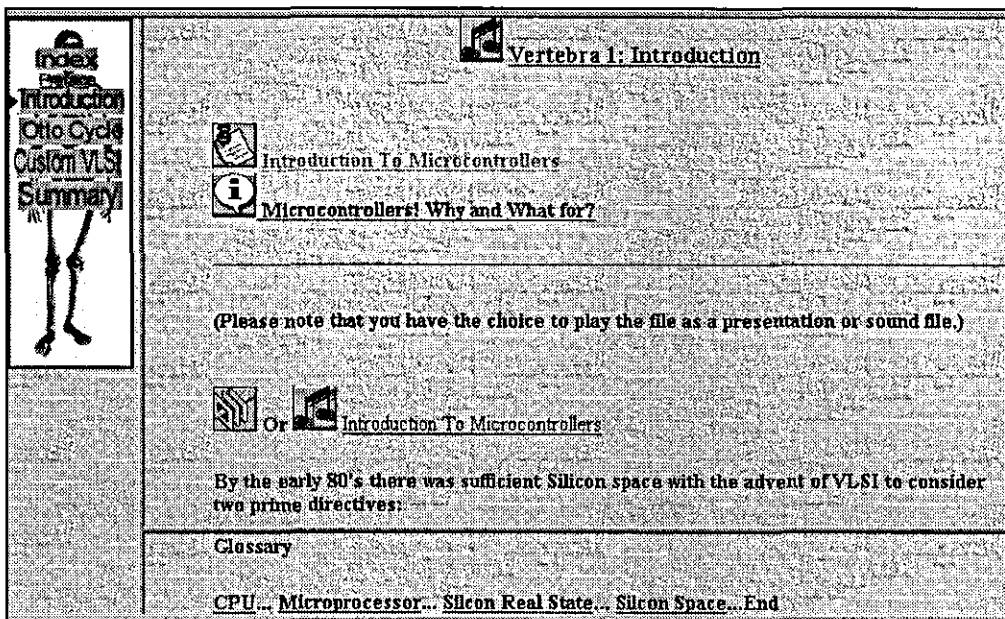 Index
Preface
Introduction
Otto Cycle
Custom VLSI
Summary
Vertebra 1: Introduction
Introduction To Microcontrollers
Microcontrollers! Why and What for?
(Please note that you have the choice to play the file as a presentation or sound file.)
Or Introduction To Microcontrollers
By the early 80's there was sufficient Silicon space with the advent of VLSI to consider
two prime directives:
Glossary
CPU... Microprocessor... Silcon Real State... Silcon Space...End